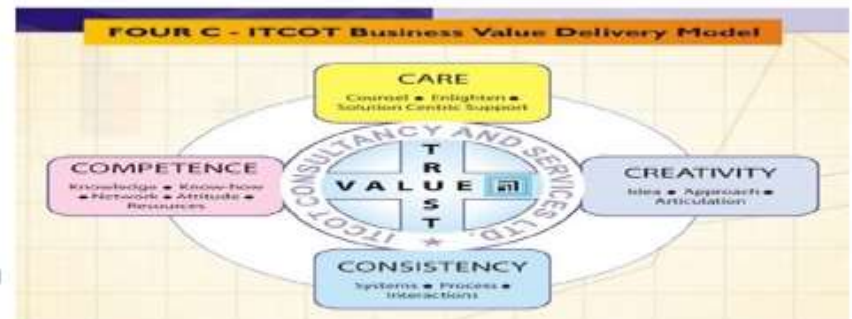 FOUR C - ITCOT Business Value Delivery Model
CARE
Counsel • Enlighten •
Solution Centric Support
COMPETENCE
Knowledge • Know-how
• Network • Attitude •
Resources
ITCOT CONSULTANCY AND SERVICES LTD.
TRUST
VALUE
CREATIVITY
Idea • Approach •
Articulation
CONSISTENCY
Systems • Process •
Interactions